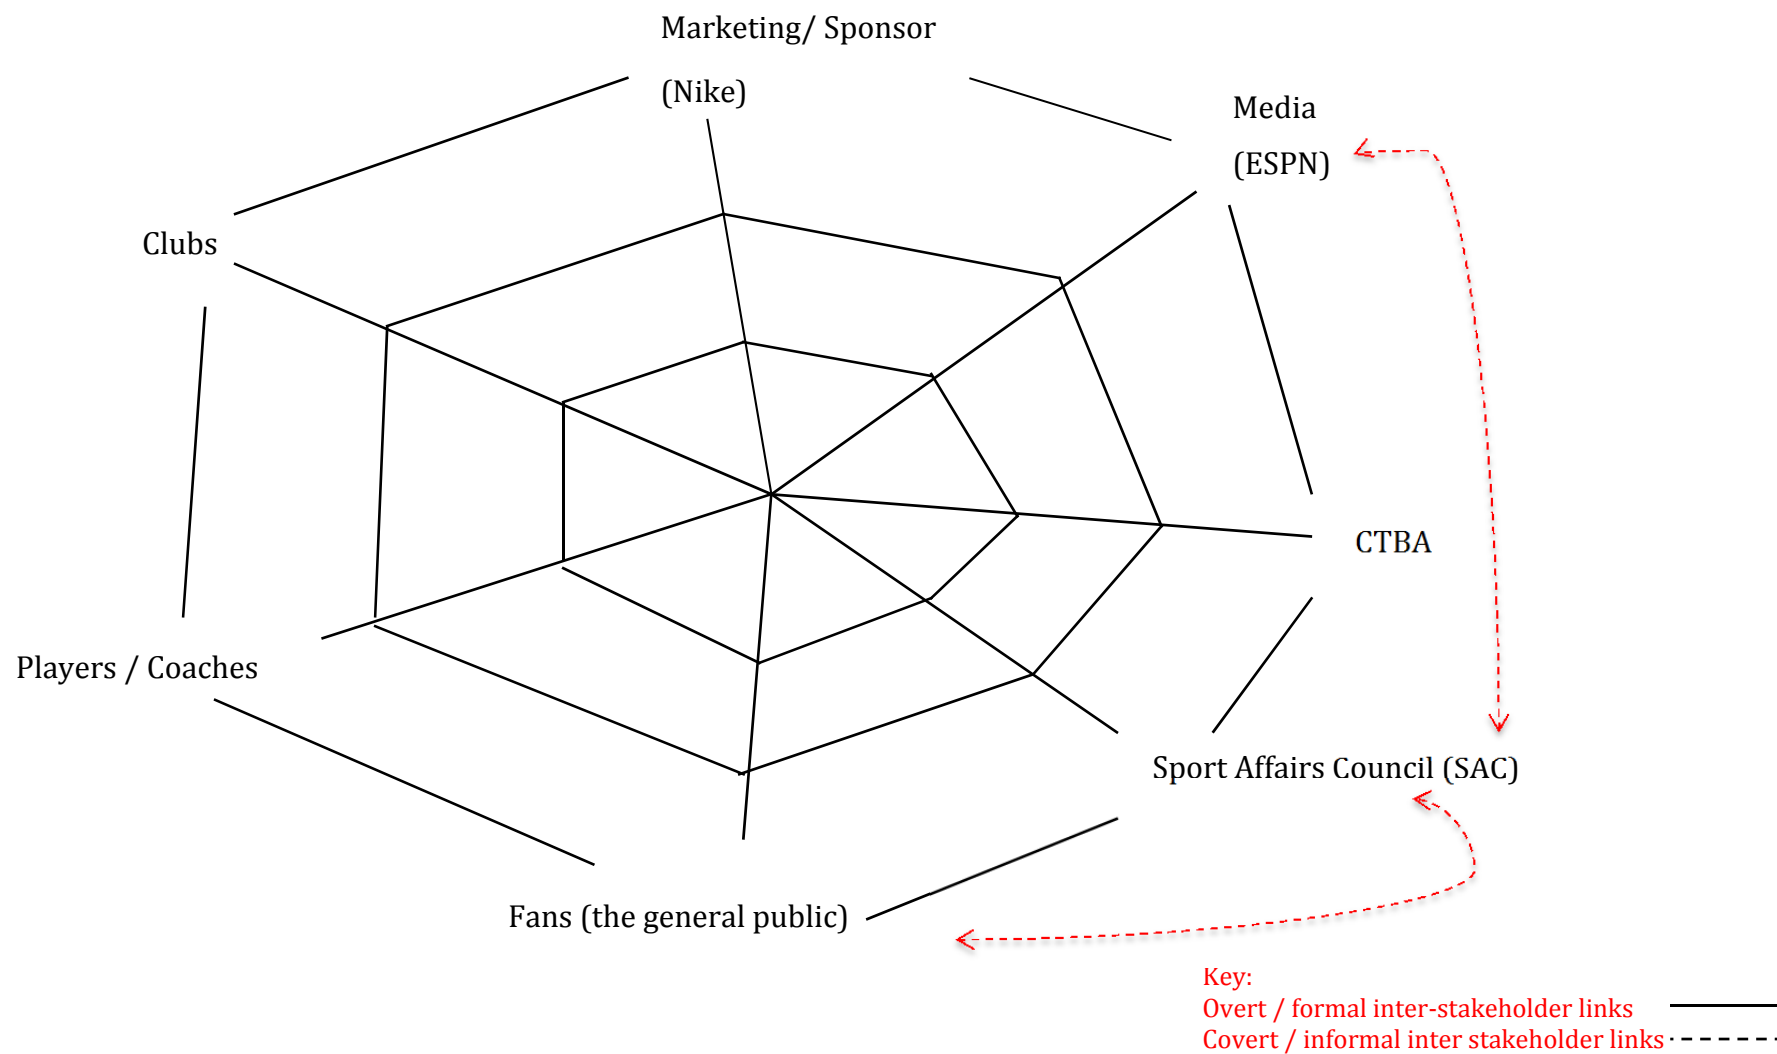 Marketing/ Sponsor
(Nike)
Media
(ESPN)
Clubs
CTBA
Players / Coaches
Sport Affairs Council (SAC)
Fans (the general public)
Key:
Overt / formal inter-stakeholder links
Covert / informal inter stakeholder links